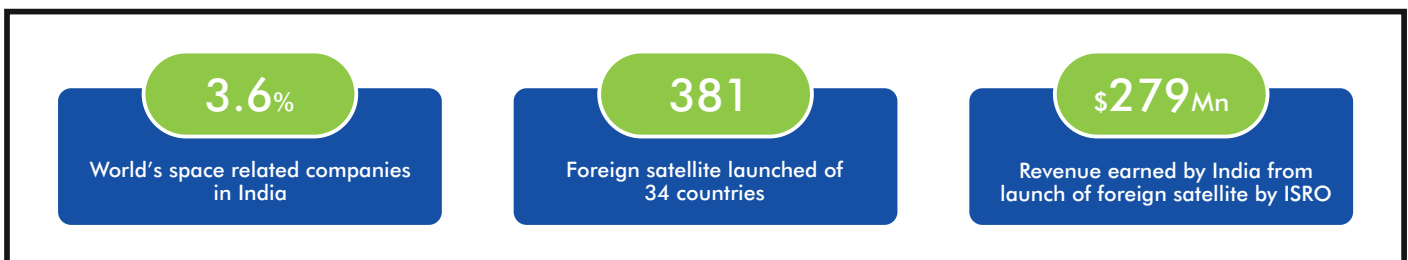 3.6%
World's space related companies
in India
381
Foreign satellite launched of
34 countries
$279Mn
Revenue earned by India from
launch of foreign satellite by ISRO